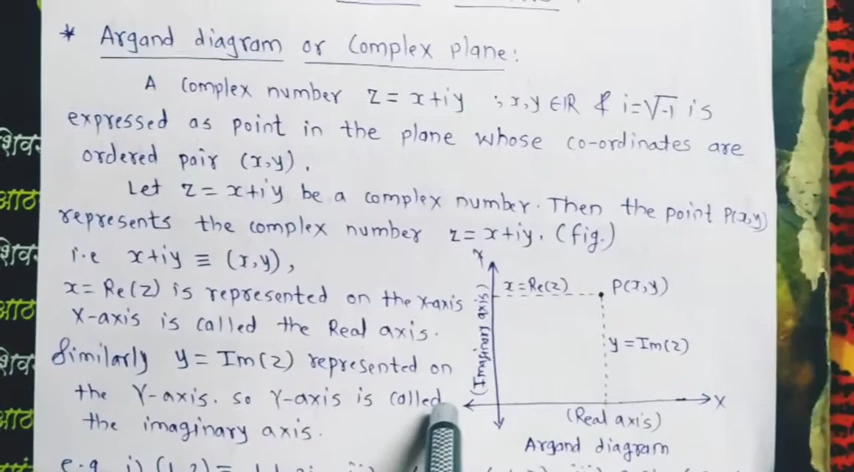 * Argand diagram or Complex plane:
A complex number z = x+iy ; x,y ∈ ℝ & i=√-1 is
expressed as point in the plane whose co-ordinates are
ordered pair (x,y).
Let z = x+iy be a complex number. Then the point P(x,y)
represents the complex number z = x+iy. (fig.)
i.e x+iy ≡ (x,y),
x = Re(z) is represented on the x-axis
X-axis is called the Real axis.
Similarly y = Im(z) represented on
the Y-axis. so Y-axis is called
the imaginary axis.
e.g. i)
Y
x=Re(z)
P(x,y)
(Imaginary axis)
y=Im(z)
X
(Real axis)
Argand diagram
शिव
आठ
शिव
आठ
शिव
आठ